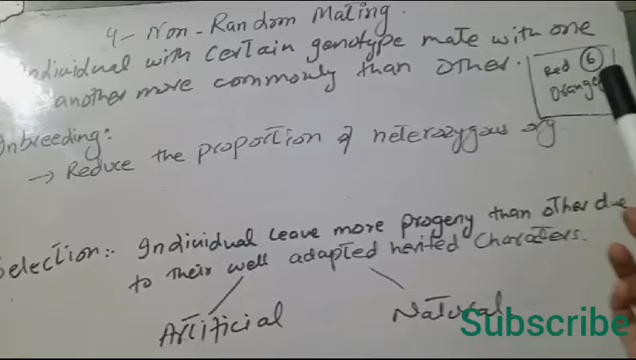 4- Non-Random Mating.
Individual with certain genotype mate with one
another more commonly than other.
Red 6
Orange
Inbreeding:
→ Reduce the proportion of heterozygous org
Selection:- Individual leave more progeny than other due
to their well adapted herited characters.
Artificial
Natural
Subscribe